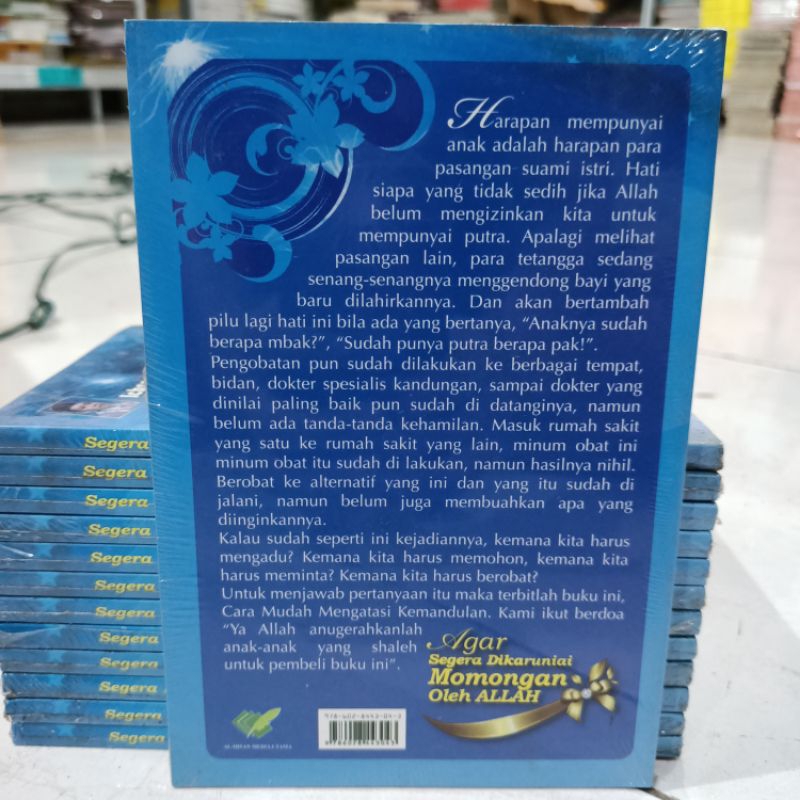 Harapan mempunyai
anak adalah harapan para
pasangan suami istri. Hati
siapa yang tidak sedih jika Allah
belum mengizinkan kita untuk
mempunyai putra. Apalagi melihat
pasangan lain, para tetangga sedang
senang-senangnya menggendong bayi yang
baru dilahirkannya. Dan akan bertambah
pilu lagi hati ini bila ada yang bertanya, “Anaknya sudah
berapa mbak?”, “Sudah punya putra berapa pak!”.
Pengobatan pun sudah dilakukan ke berbagai tempat,
bidan, dokter spesialis kandungan, sampai dokter yang
dinilai paling baik pun sudah di datanginya, namun
belum ada tanda-tanda kehamilan. Masuk rumah sakit
yang satu ke rumah sakit yang lain, minum obat ini
minum obat itu sudah di lakukan, namun hasilnya nihil.
Berobat ke alternatif yang ini dan yang itu sudah di
jalani, namun belum juga membuahkan apa yang
diinginkannya.
Kalau sudah seperti ini kejadiannya, kemana kita harus
mengadu? Kemana kita harus memohon, kemana kita
harus meminta? Kemana kita harus berobat?
Untuk menjawab pertanyaan itu maka terbitlah buku ini,
Cara Mudah Mengatasi Kemandulan. Kami ikut berdoa
“Ya Allah anugerahkanlah
anak-anak yang shaleh
untuk pembeli buku ini”.
Agar
Segera Dikaruniai
Momongan
Oleh ALLAH
Segera
Segera
Segera
Segera
Segera
Segera
Segera
Segera
Segera
Segera
Segera
Segera